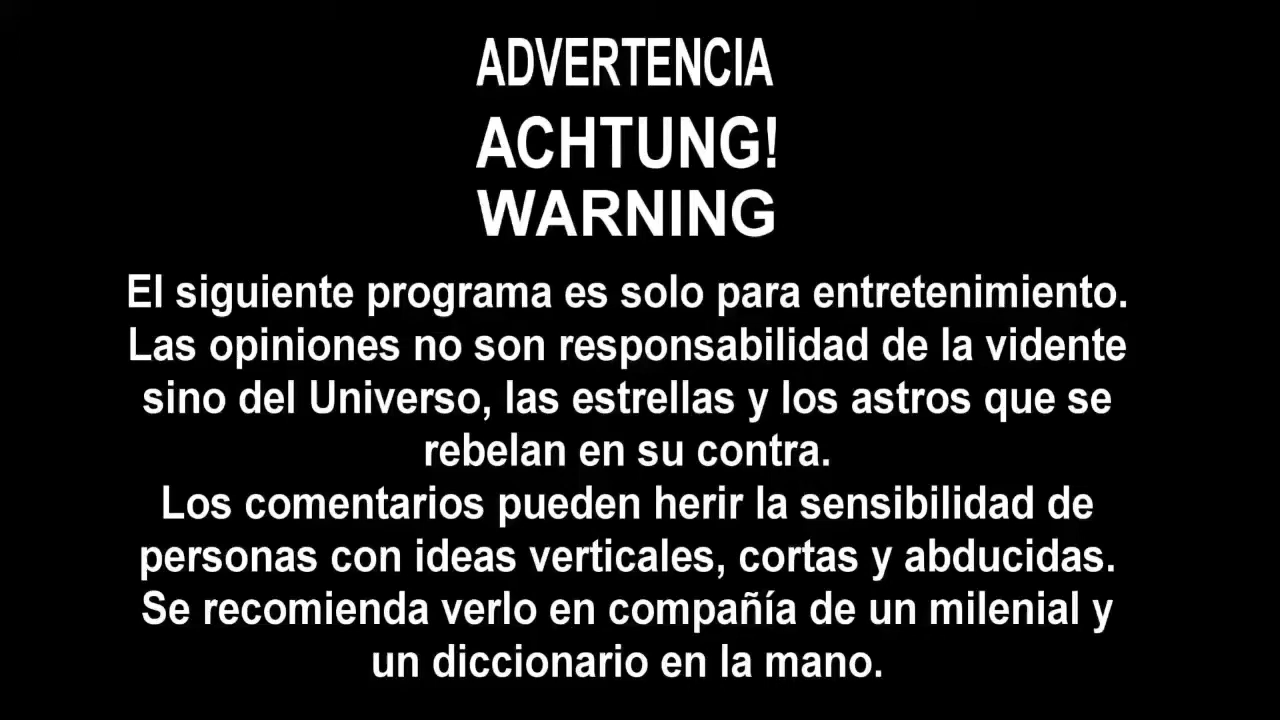 ADVERTENCIA
ACHTUNG!
WARNING
El siguiente programa es solo para entretenimiento.
Las opiniones no son responsabilidad de la vidente
sino del Universo, las estrellas y los astros que se
rebelan en su contra.
Los comentarios pueden herir la sensibilidad de
personas con ideas verticales, cortas y abducidas.
Se recomienda verlo en compañía de un milenial y
un diccionario en la mano.